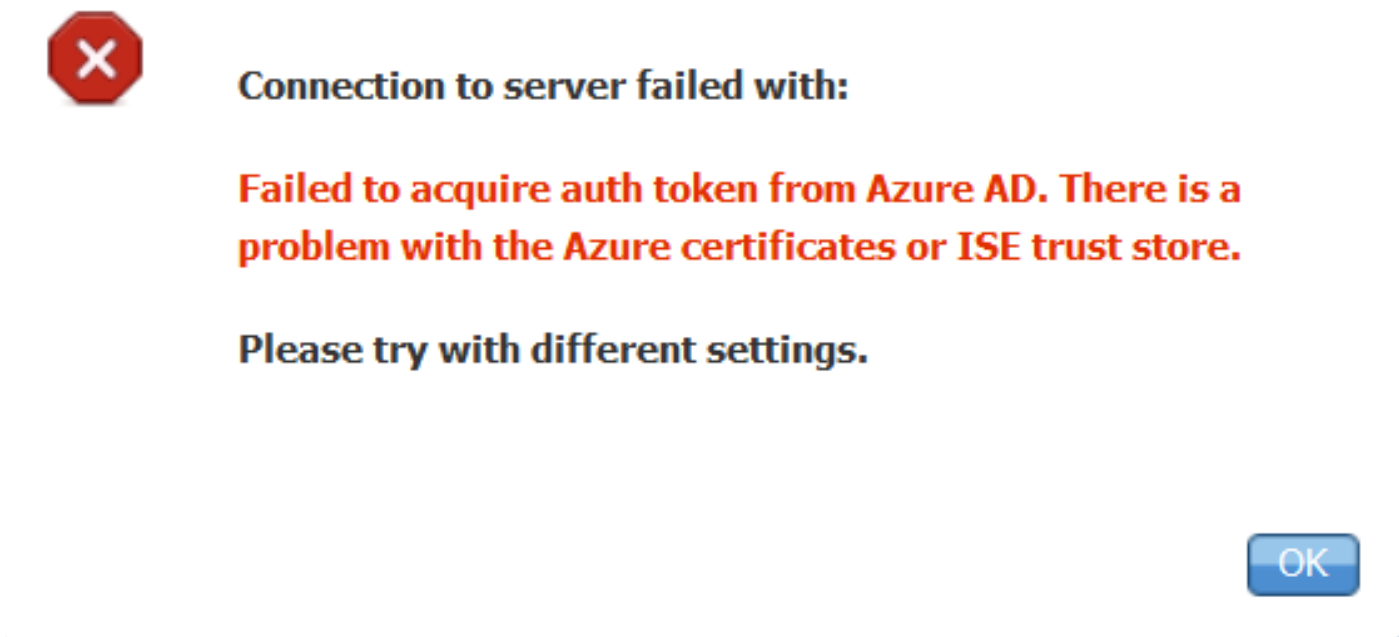 Connection to server failed with:
Failed to acquire auth token from Azure AD. There is a
problem with the Azure certificates or ISE trust store.
Please try with different settings.
OK